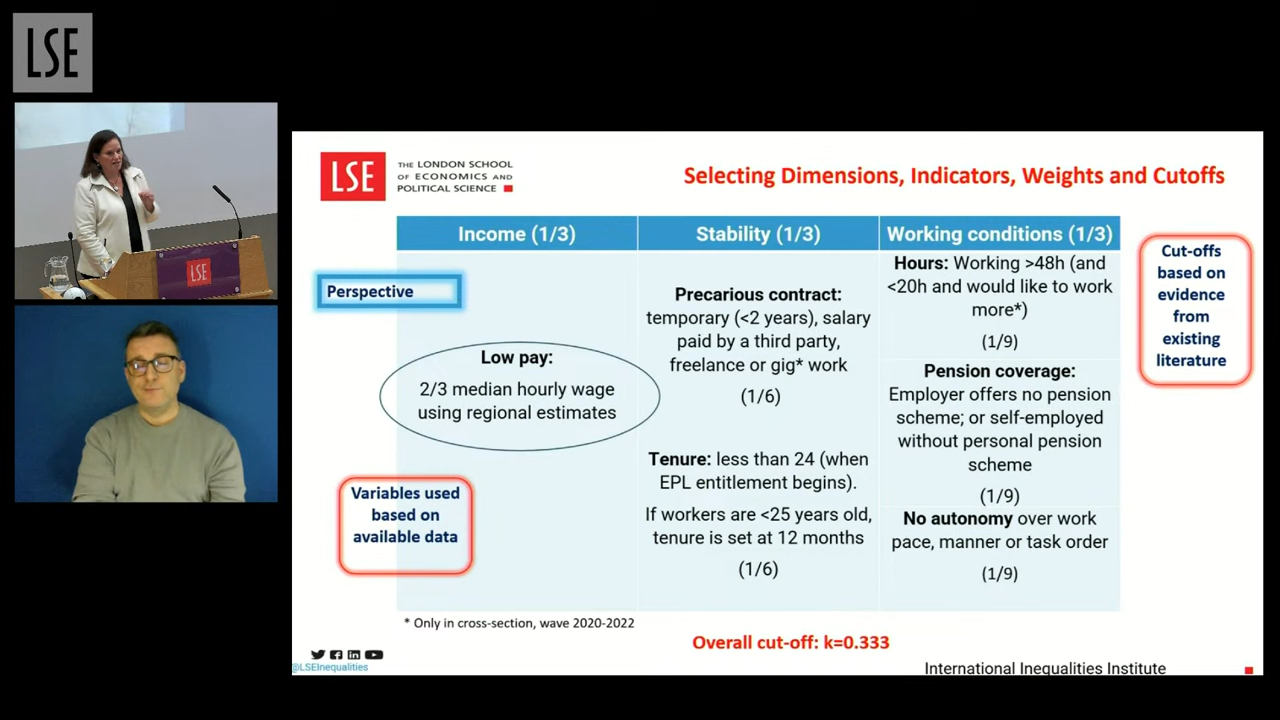 LSE
LSE
LSE
THE LONDON SCHOOL
OF ECONOMICS AND
POLITICAL SCIENCE
Selecting Dimensions, Indicators, Weights and Cutoffs
Income (1/3)
Stability (1/3)
Working conditions (1/3)
Perspective
Low pay:
2/3 median hourly wage
using regional estimates
Variables used
based on
available data
Precarious contract:
temporary (<2 years), salary
paid by a third party,
freelance or gig* work
(1/6)
Tenure: less than 24 (when
EPL entitlement begins).
If workers are <25 years old,
tenure is set at 12 months
(1/6)
Hours: Working >48h (and
<20h and would like to work
more*)
(1/9)
Pension coverage:
Employer offers no pension
scheme; or self-employed
without personal pension
scheme
(1/9)
No autonomy over work
pace, manner or task order
(1/9)
Cut-offs
based on
evidence
from
existing
literature
* Only in cross-section, wave 2020-2022
Overall cut-off: k=0.333
@LSEInequalities
International Inequalities Institute